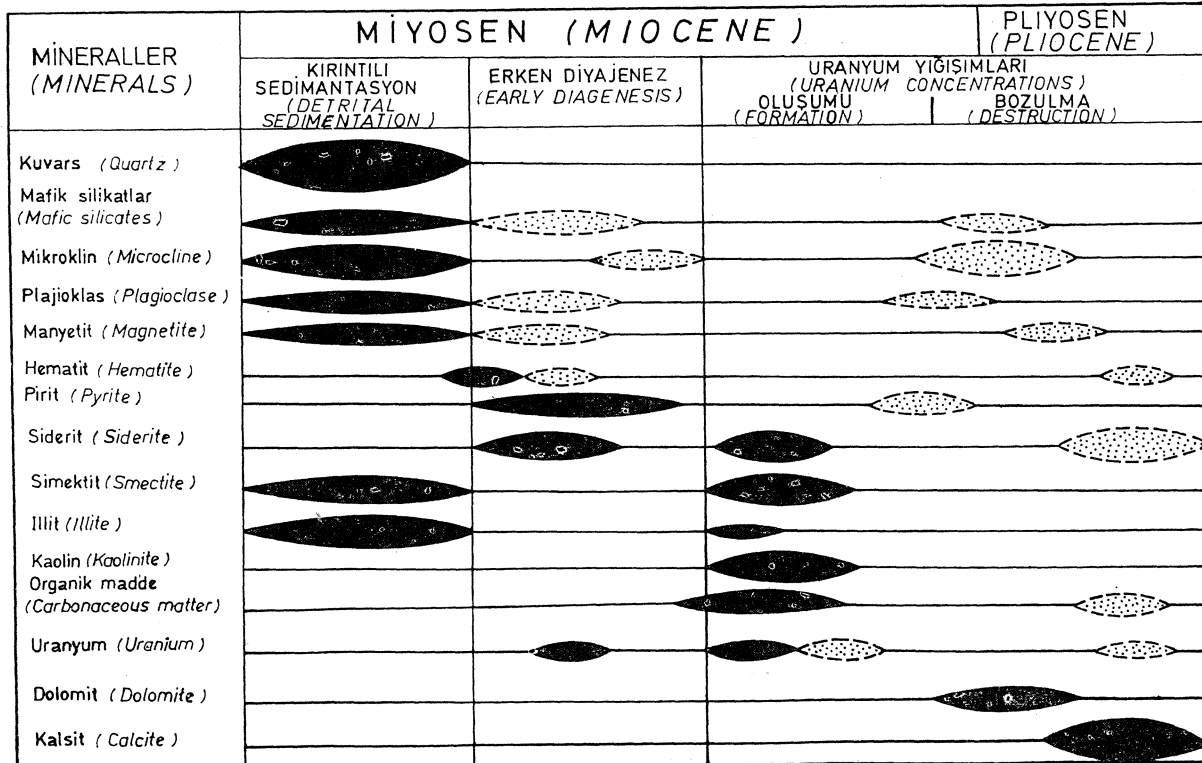 MİNERALLER
(MINERALS)
MİYOSEN (MIOCENE)
PLIYOSEN
(PLIOCENE)
KIRINTILI
SEDİMANTASYON
(DETRITAL
SEDIMENTATION)
ERKEN DİYAJENEZ
(EARLY DIAGENESIS)
URANYUM YIĞIŞIMLARI
(URANIUM CONCENTRATIONS)
OLUŞUMU
(FORMATION)
BOZULMA
(DESTRUCTION)
Kuvars (Quartz)
Mafik silikatlar
(Mafic silicates)
Mikroklin (Microcline)
Plajioklas (Plagioclase)
Manyetit (Magnetite)
Hematit (Hematite)
Pirit (Pyrite)
Siderit (Siderite)
Simektit (Smectite)
Illit (Illite)
Kaolin (Kaolinite)
Organik madde
(Carbonaceous matter)
Uranyum (Uranium)
Dolomit (Dolomite)
Kalsit (Calcite)